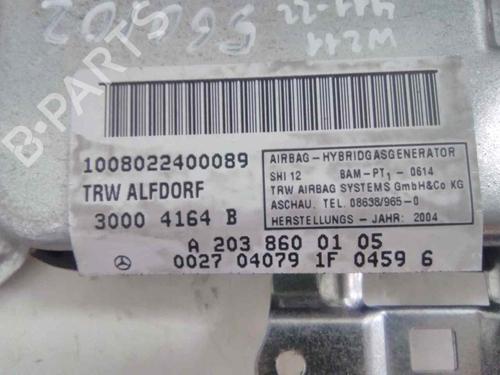 B-PARTS
1008022400089
TRW ALFDORF
3000 4164 B
A 203 860 01 05
0027 04079 1F 0459 6
AIRBAG-HYBRIDGASGENERATOR
SHI 12 BAM-PT1-0614
TRW AIRBAG SYSTEMS GmbH&Co KG
ASCHAU. TEL. 08638/965-0
HERSTELLUNGS - JAHR: 2004
W211